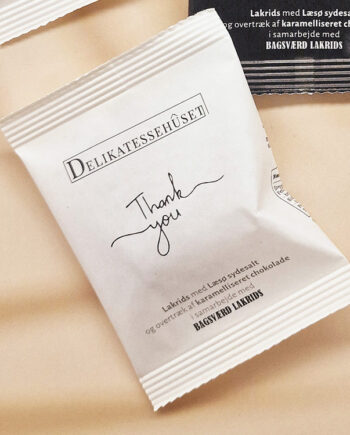 Lakrids med Læsø sydesalt
og overtræk af karamelliseret
i samarbejde med
BAGSVÆRD LAKRIDS
DELIKATESSEHÛSET
Thank
you
Lakrids med Læsø sydesalt
og overtræk af karamelliseret chokolade
i samarbejde med
BAGSVÆRD LAKRIDS